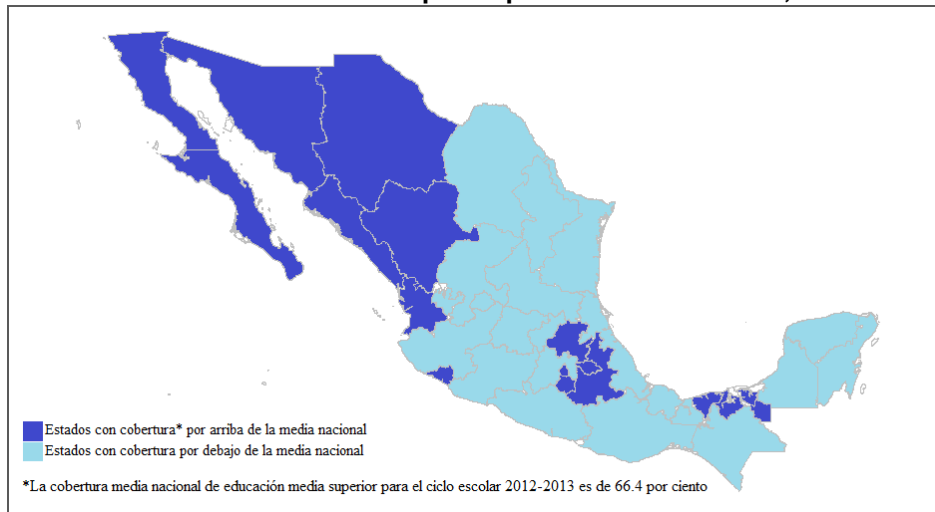 Estados con cobertura* por arriba de la media nacional
Estados con cobertura por debajo de la media nacional
*La cobertura media nacional de educación media superior para el ciclo escolar 2012-2013 es de 66.4 por ciento